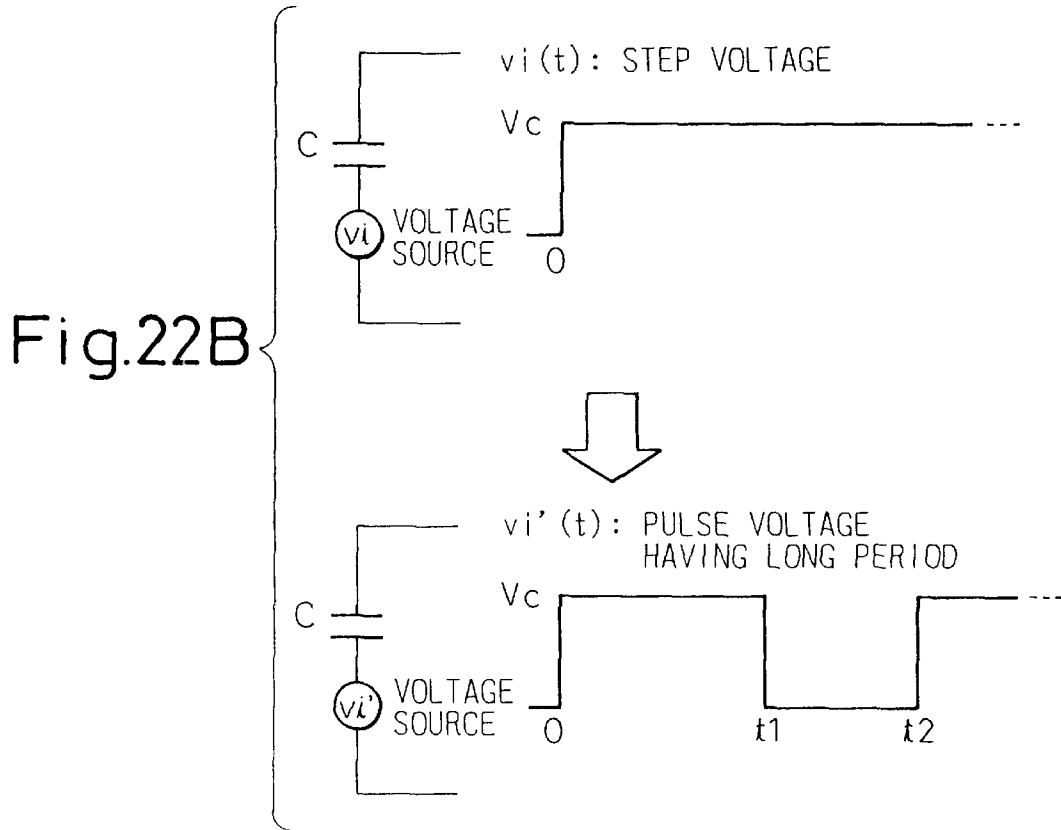 Fig.22B
vi(t): STEP VOLTAGE
Vc
C
vi
VOLTAGE
SOURCE
0
vi'(t): PULSE VOLTAGE
HAVING LONG PERIOD
Vc
C
vi'
VOLTAGE
SOURCE
0
t1
t2